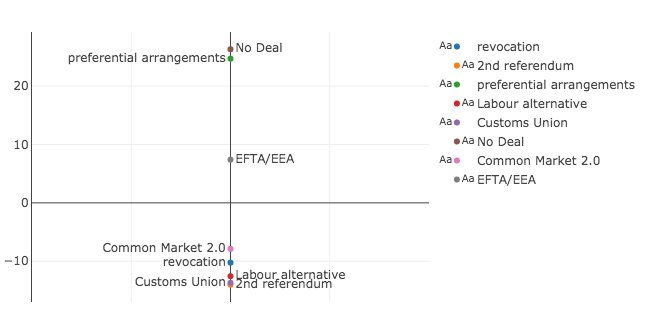 No Deal
preferential arrangements
20
10
EFTA/EEA
0
Common Market 2.0
revocation
−10
Labour alternative
Customs Union
2nd referendum
Aa revocation
Aa 2nd referendum
Aa preferential arrangements
Aa Labour alternative
Aa Customs Union
Aa No Deal
Aa Common Market 2.0
Aa EFTA/EEA